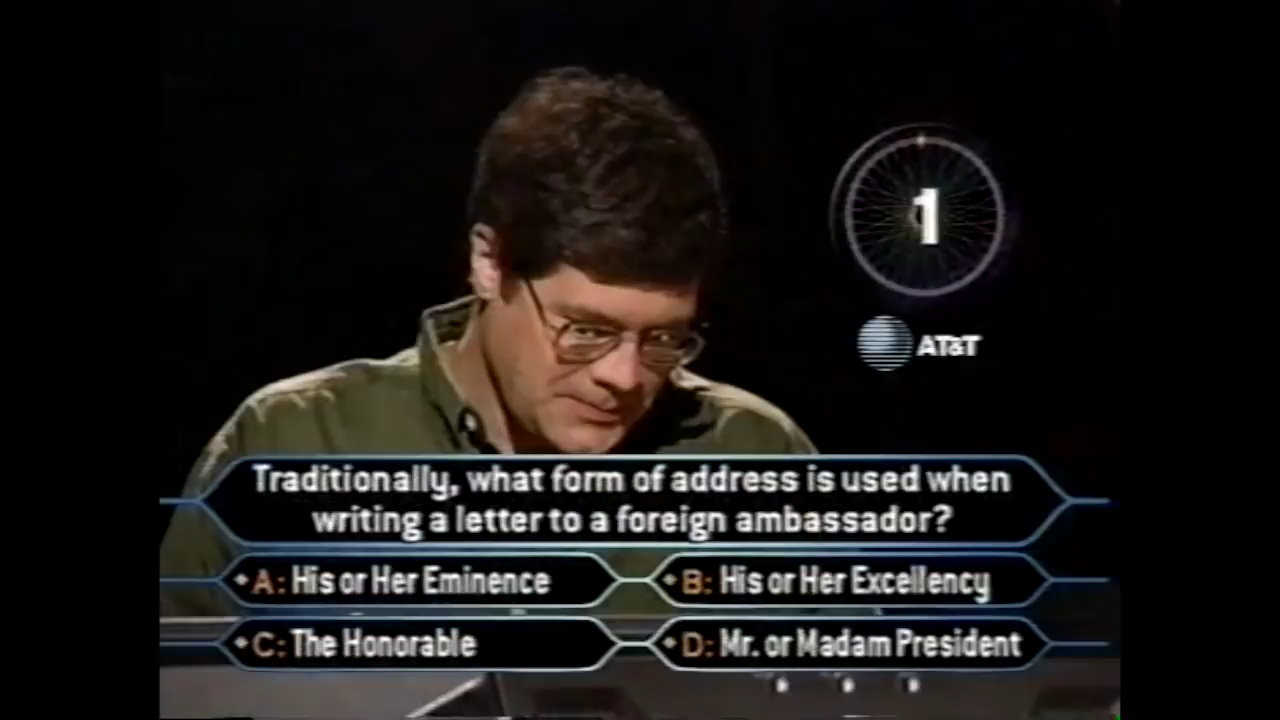 1
AT&T
Traditionally, what form of address is used when
writing a letter to a foreign ambassador?
A: His or Her Eminence
B: His or Her Excellency
C: The Honorable
D: Mr. or Madam President